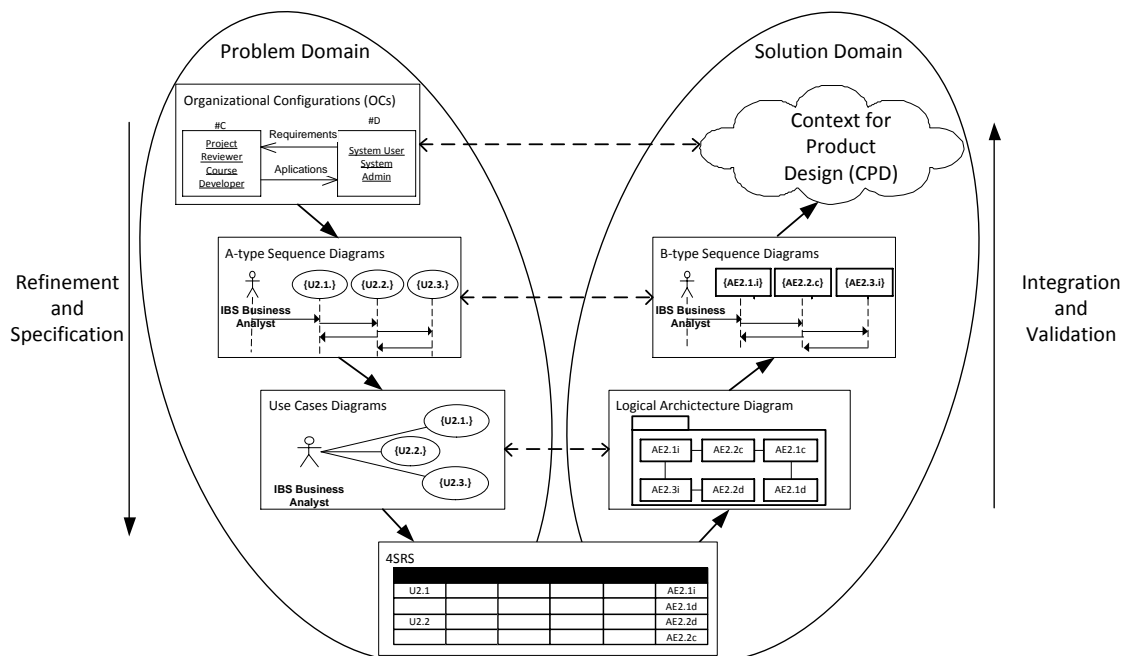 Problem Domain
Solution Domain
Organizational Configurations (OCs)
#C
#D
Project
Reviewer
Course
Developer
Requirements
Aplications
System User
System
Admin
Context for
Product
Design (CPD)
A-type Sequence Diagrams
{U2.1.}
{U2.2.}
{U2.3.}
IBS Business
Analyst
B-type Sequence Diagrams
{AE2.1.i}
{AE2.2.c}
{AE2.3.i}
IBS Business
Analyst
Refinement
and
Specification
Integration
and
Validation
Use Cases Diagrams
{U2.1.}
{U2.2.}
{U2.3.}
IBS Business
Analyst
Logical Archictecture Diagram
AE2.1i
AE2.2c
AE2.1c
AE2.3i
AE2.2d
AE2.1d
4SRS
U2.1
AE2.1i
AE2.1d
U2.2
AE2.2d
AE2.2c